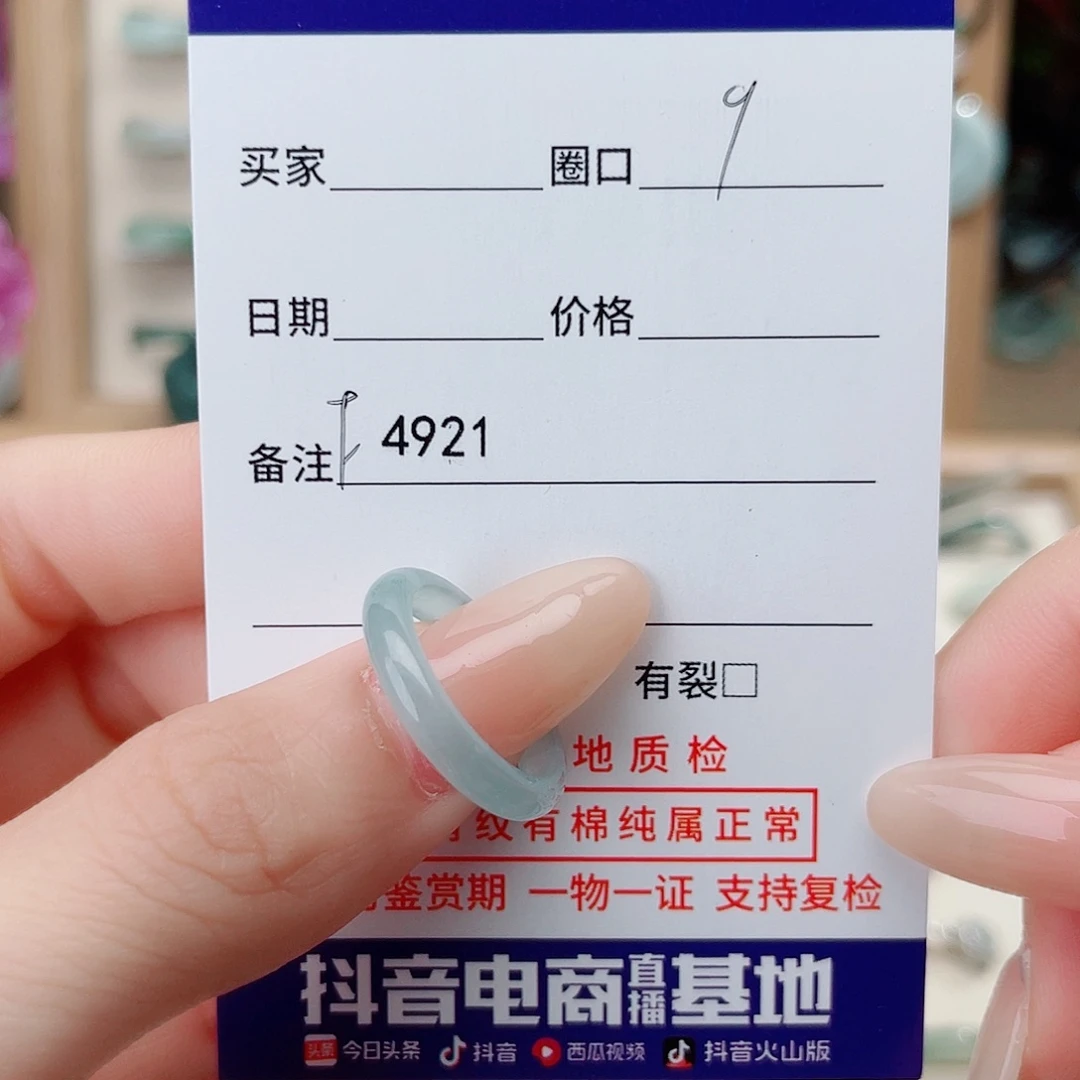 买家 圈口 9
日期 价格
备注 4921
有裂□
地质检
纹有棉纯属正常
鉴赏期 一物一证 支持复检
抖音电商直播基地
头条 今日头条 抖音 西瓜视频 抖音火山版